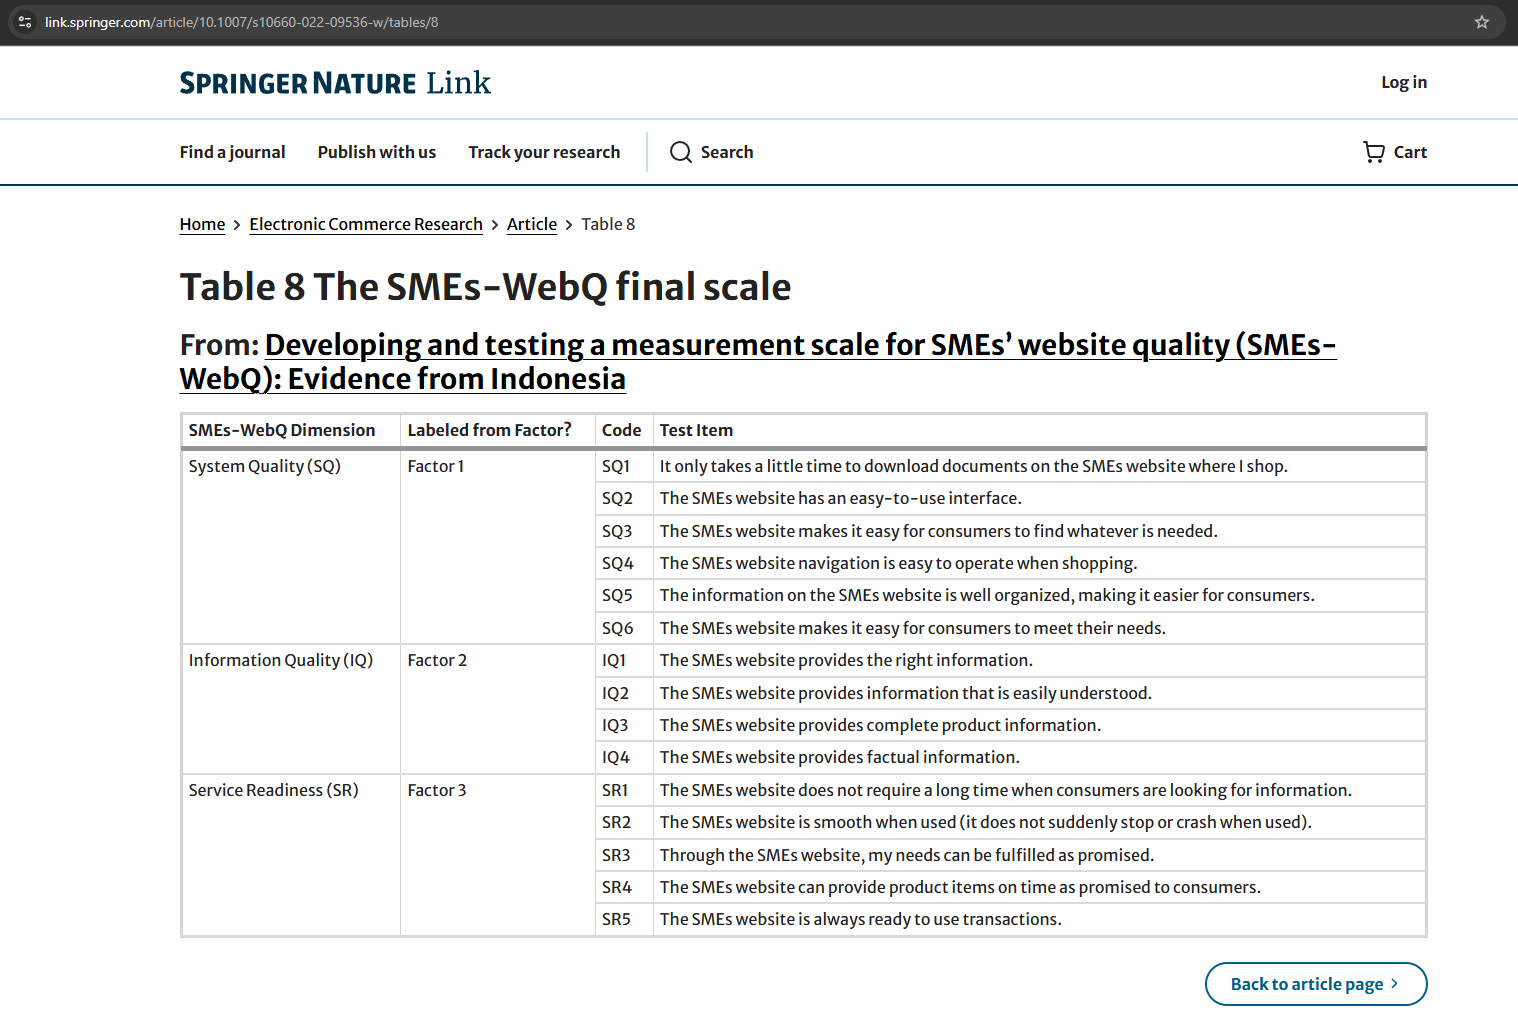 link.springer.com/article/10.1007/s10660-022-09536-w/tables/8
SPRINGER NATURE Link
Log in
Find a journal
Publish with us
Track your research
Search
Cart
Home > Electronic Commerce Research > Article > Table 8
Table 8 The SMEs-WebQ final scale
From: Developing and testing a measurement scale for SMEs’ website quality (SMEs-
WebQ): Evidence from Indonesia
SMEs-WebQ Dimension Labeled from Factor? Code Test Item
System Quality (SQ) Factor 1 SQ1 It only takes a little time to download documents on the SMEs website where I shop.
SQ2 The SMEs website has an easy-to-use interface.
SQ3 The SMEs website makes it easy for consumers to find whatever is needed.
SQ4 The SMEs website navigation is easy to operate when shopping.
SQ5 The information on the SMEs website is well organized, making it easier for consumers.
SQ6 The SMEs website makes it easy for consumers to meet their needs.
Information Quality (IQ) Factor 2 IQ1 The SMEs website provides the right information.
IQ2 The SMEs website provides information that is easily understood.
IQ3 The SMEs website provides complete product information.
IQ4 The SMEs website provides factual information.
Service Readiness (SR) Factor 3 SR1 The SMEs website does not require a long time when consumers are looking for information.
SR2 The SMEs website is smooth when used (it does not suddenly stop or crash when used).
SR3 Through the SMEs website, my needs can be fulfilled as promised.
SR4 The SMEs website can provide product items on time as promised to consumers.
SR5 The SMEs website is always ready to use transactions.
Back to article page >